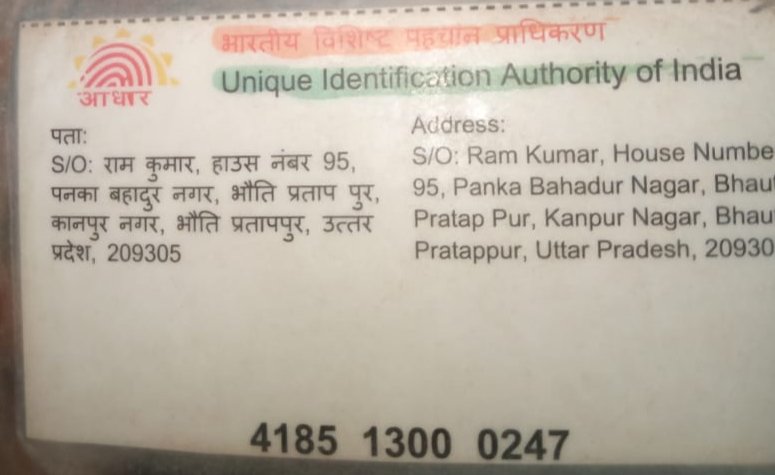 भारतीय विशिष्ट पहचान प्राधिकरण
Unique Identification Authority of India
आधार
पता:
S/O: राम कुमार, हाउस नंबर 95,
पनका बहादुर नगर, भौति प्रताप पुर,
कानपुर नगर, भौति प्रतापपुर, उत्तर
प्रदेश, 209305
Address:
S/O: Ram Kumar, House Numbe
95, Panka Bahadur Nagar, Bhau
Pratap Pur, Kanpur Nagar, Bhau
Pratappur, Uttar Pradesh, 20930
4185 1300 0247